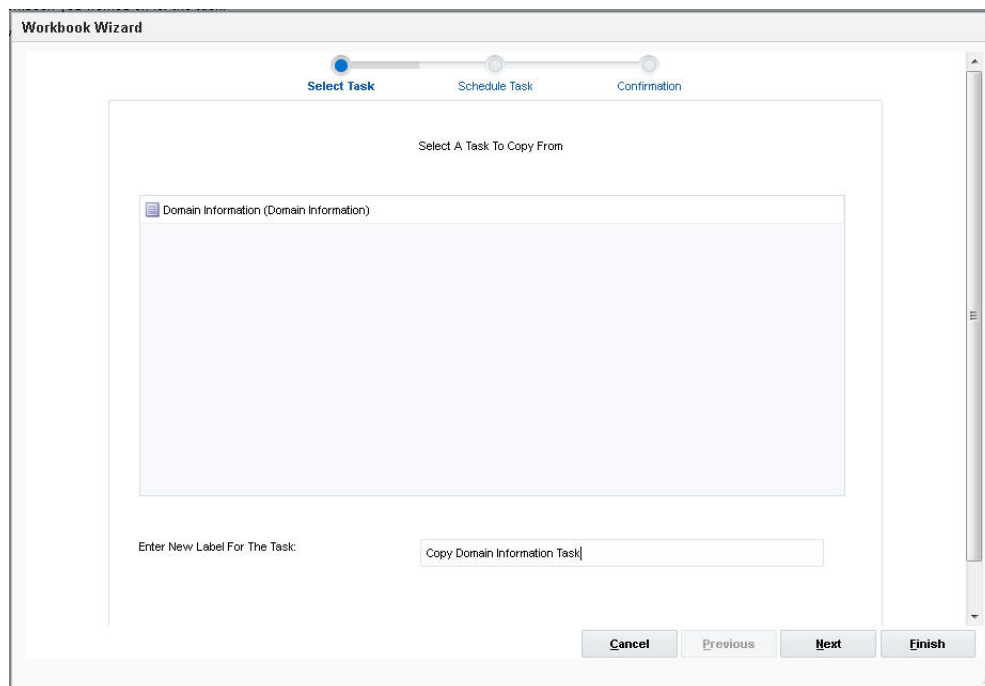 Workbook Wizard
Select Task
Schedule Task
Confirmation
Select A Task To Copy From
Domain Information (Domain Information)
Enter New Label For The Task:
Copy Domain Information Task
Cancel
Previous
Next
Finish